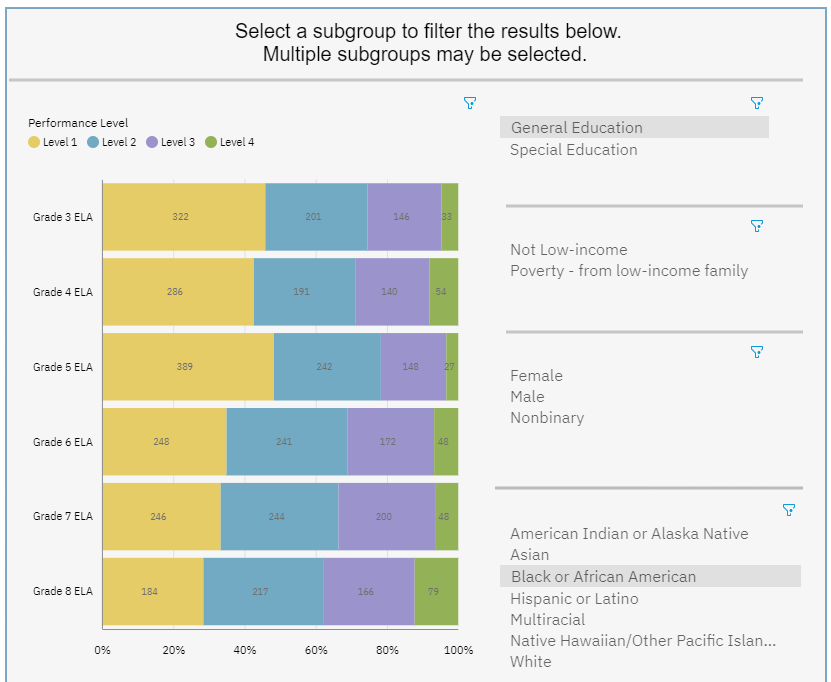 Select a subgroup to filter the results below.
Multiple subgroups may be selected.
Performance Level
Level 1 Level 2 Level 3 Level 4
Grade 3 ELA 322 201 146 33
Grade 4 ELA 286 191 140 54
Grade 5 ELA 389 242 148 27
Grade 6 ELA 248 241 172 48
Grade 7 ELA 246 244 200 48
Grade 8 ELA 184 217 166 79
0% 20% 40% 60% 80% 100%
General Education
Special Education
Not Low-income
Poverty - from low-income family
Female
Male
Nonbinary
American Indian or Alaska Native
Asian
Black or African American
Hispanic or Latino
Multiracial
Native Hawaiian/Other Pacific Islan...
White